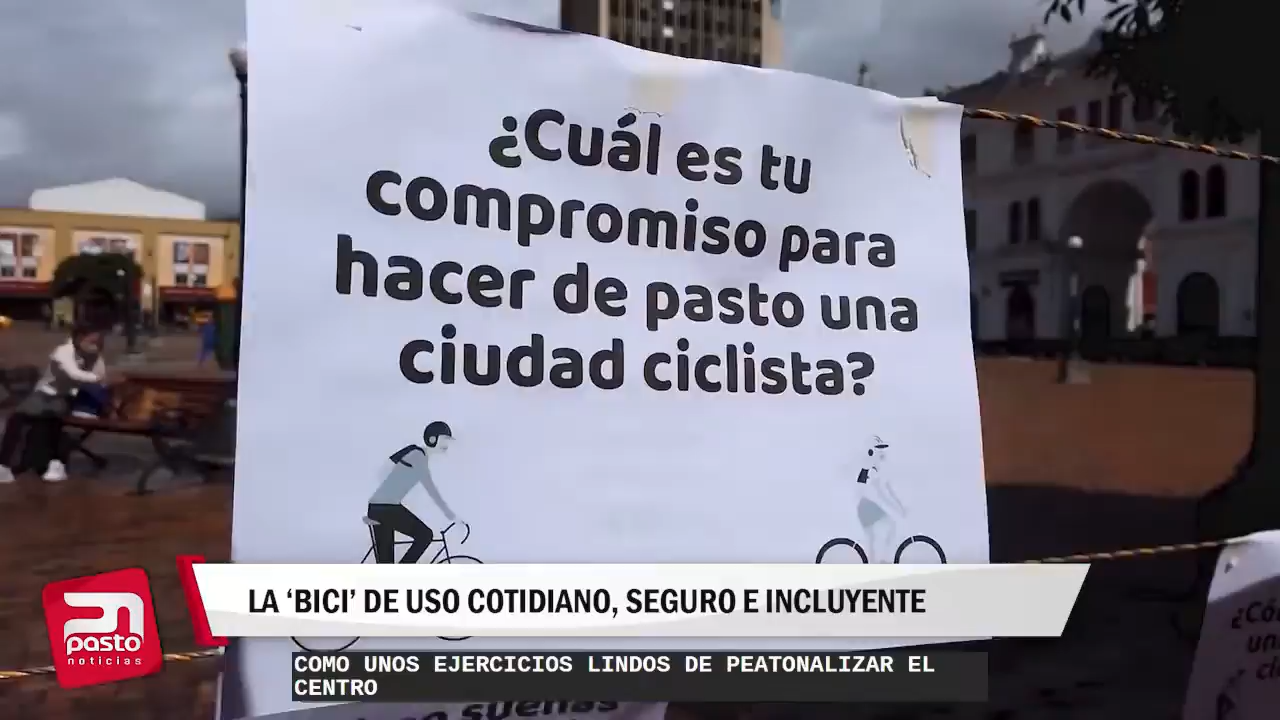 ¿Cuál es tu
compromiso para
hacer de pasto una
ciudad ciclista?
LA ‘BICI’ DE USO COTIDIANO, SEGURO E INCLUYENTE
pasto
noticias
COMO UNOS EJERCICIOS LINDOS DE PEATONALIZAR EL
CENTRO
sueñas